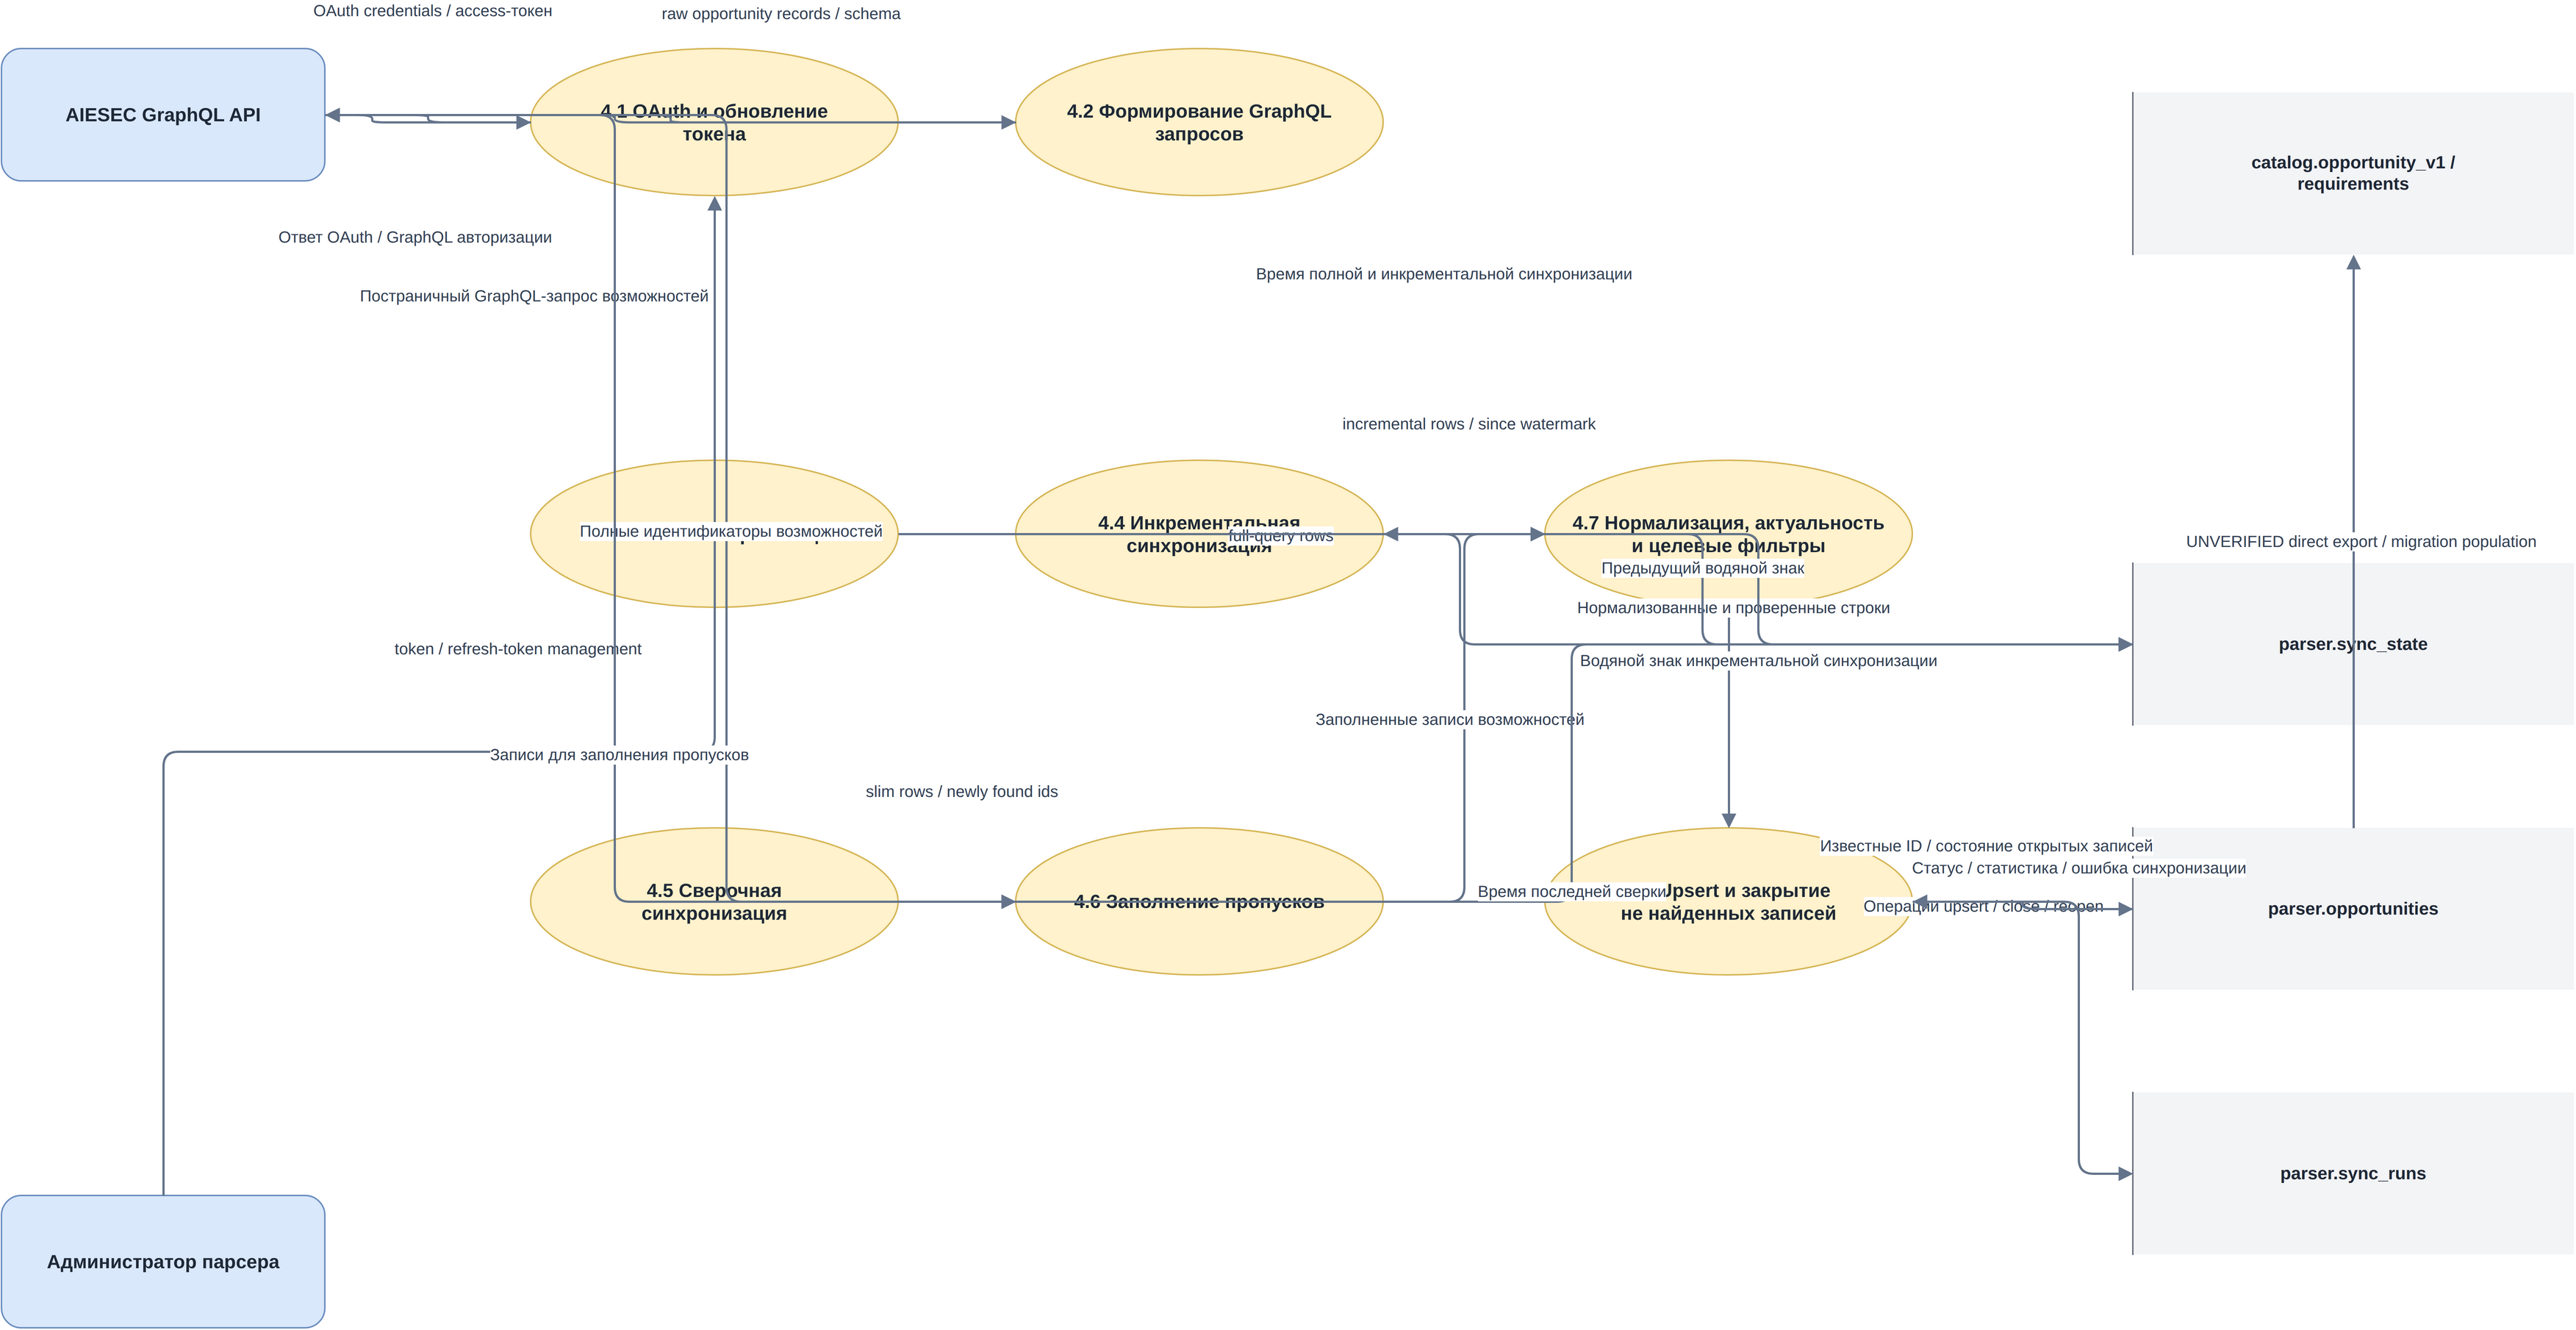 OAuth credentials / access-токен
raw opportunity records / schema
AIESEC GraphQL API
4.1 OAuth и обновление
токена
4.2 Формирование GraphQL
запросов
catalog.opportunity_v1 /
requirements
Ответ OAuth / GraphQL авторизации
Постраничный GraphQL-запрос возможностей
Время полной и инкрементальной синхронизации
incremental rows / since watermark
Полные идентификаторы возможностей
4.4 Инкрементальная
синхронизация
full-query rows
4.7 Нормализация, актуальность
и целевые фильтры
Предыдущий водяной знак
UNVERIFIED direct export / migration population
Нормализованные и проверенные строки
token / refresh-token management
Водяной знак инкрементальной синхронизации
parser.sync_state
Заполненные записи возможностей
Записи для заполнения пропусков
slim rows / newly found ids
Известные ID / состояние открытых записей
Статус / статистика / ошибка синхронизации
4.5 Сверочная
синхронизация
4.6 Заполнение пропусков
Время последней сверки
и закрытие
не найденных записей
Операции upsert / close / reopen
parser.opportunities
parser.sync_runs
Администратор парсера